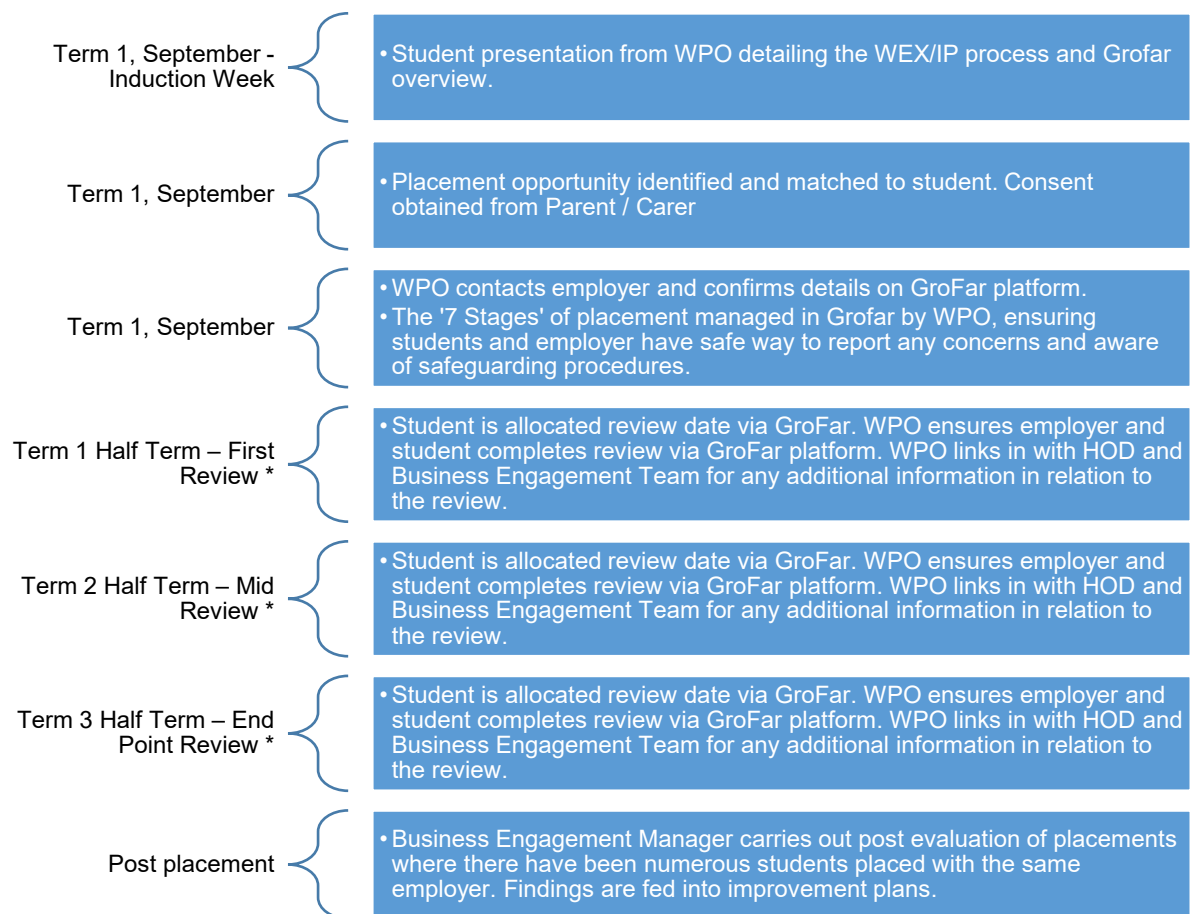 Term 1, September -
Induction Week
• Student presentation from WPO detailing the WEX/IP process and Grofar
overview.
Term 1, September
• Placement opportunity identified and matched to student. Consent
obtained from Parent / Carer
Term 1, September
• WPO contacts employer and confirms details on GroFar platform.
• The '7 Stages' of placement managed in Grofar by WPO, ensuring
students and employer have safe way to report any concerns and aware
of safeguarding procedures.
Term 1 Half Term – First
Review *
• Student is allocated review date via GroFar. WPO ensures employer and
student completes review via GroFar platform. WPO links in with HOD and
Business Engagement Team for any additional information in relation to
the review.
Term 2 Half Term – Mid
Review *
• Student is allocated review date via GroFar. WPO ensures employer and
student completes review via GroFar platform. WPO links in with HOD and
Business Engagement Team for any additional information in relation to
the review.
Term 3 Half Term – End
Point Review *
• Student is allocated review date via GroFar. WPO ensures employer and
student completes review via GroFar platform. WPO links in with HOD and
Business Engagement Team for any additional information in relation to
the review.
Post placement
• Business Engagement Manager carries out post evaluation of placements
where there have been numerous students placed with the same
employer. Findings are fed into improvement plans.